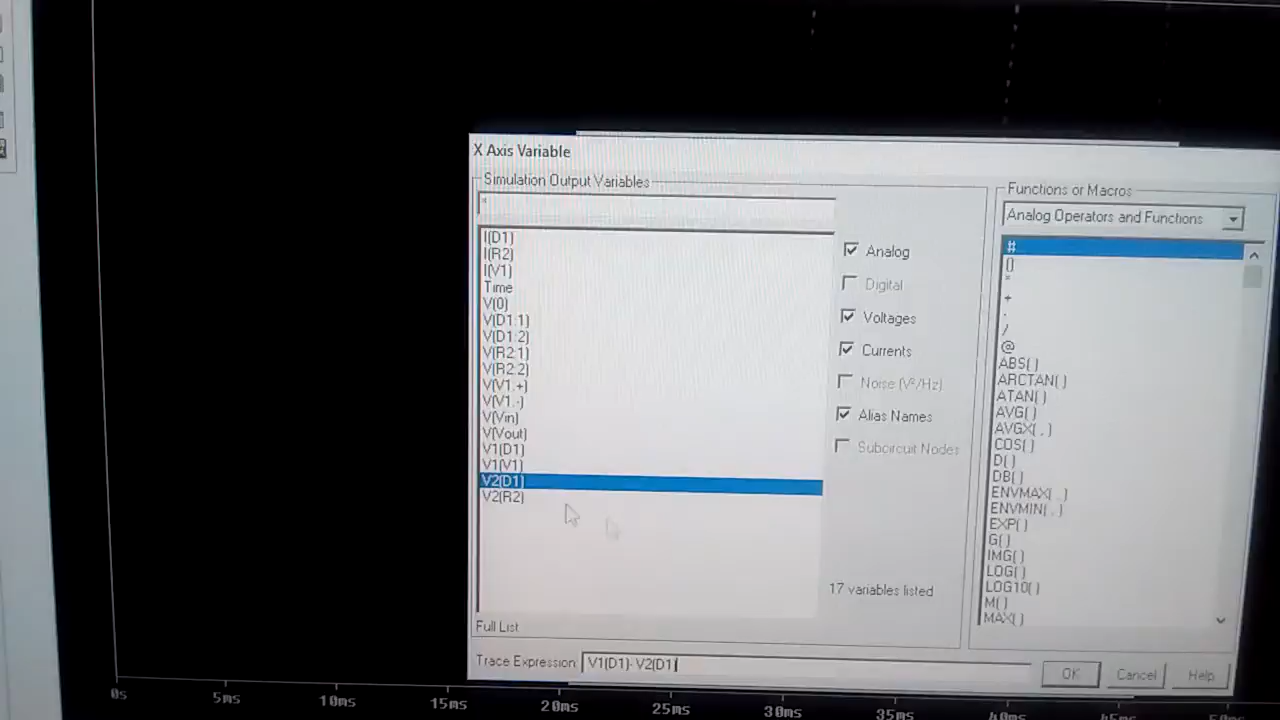 X Axis Variable
Simulation Output Variables
*
I(D1)
I(R2)
I(V1)
Time
V(0)
V(D1:1)
V(D1:2)
V(R2:1)
V(R2:2)
V(V1:+)
V(V1:-)
V(Vin)
V(Vout)
V1(D1)
V1(V1)
V2(D1)
V2(R2)
Full List
Analog
Digital
Voltages
Currents
Noise (V²/Hz)
Alias Names
Subcircuit Nodes
17 variables listed
Functions or Macros
Analog Operators and Functions
#
()
*
+
-
/
@
ABS()
ARCTAN()
ATAN()
AVG()
AVGX(,)
COS()
D()
DB()
ENVMAX(,)
ENVMIN(,)
EXP()
G()
IMG()
LOG()
LOG10()
M()
MAX()
Trace Expression: V1(D1)- V2(D1)
OK
Cancel
Help
0s 5ms 10ms 15ms 20ms 25ms 30ms 35ms 40ms